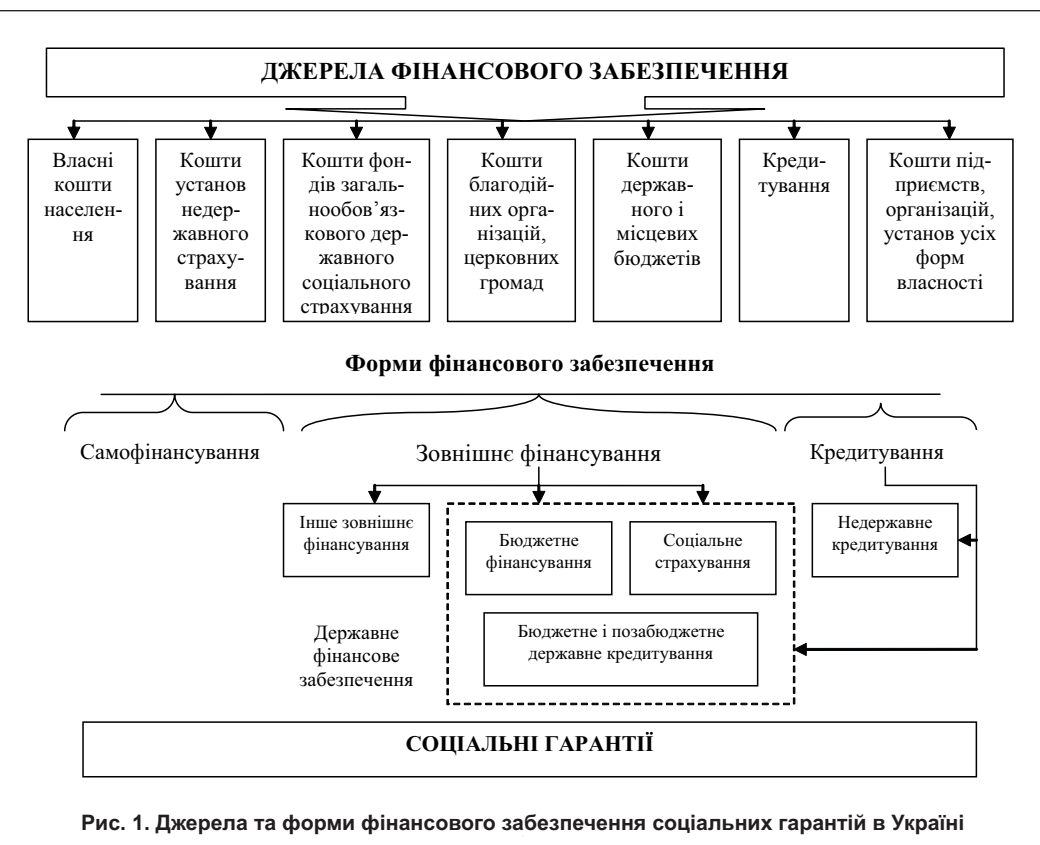 ДЖЕРЕЛА ФІНАНСОВОГО ЗАБЕЗПЕЧЕННЯ
Власні
кошти
населен-
ня
Кошти
установ
недер-
жавного
страху-
вання
Кошти фон-
дів загаль-
нообов’яз-
кового дер-
жавного
соціального
страхування
Кошти
благодій-
них орга-
нізацій,
церковних
громад
Кошти
держав-
ного і
місцевих
бюджетів
Креди-
тування
Кошти під-
приємств,
організацій,
установ усіх
форм
власності
Форми фінансового забезпечення
Самофінансування
Зовнішнє фінансування
Кредитування
Інше зовнішнє
фінансування
Бюджетне
фінансування
Соціальне
страхування
Недержавне
кредитування
Державне
фінансове
забезпечення
Бюджетне і позабюджетне
державне кредитування
СОЦІАЛЬНІ ГАРАНТІЇ
Рис. 1. Джерела та форми фінансового забезпечення соціальних гарантій в Україні